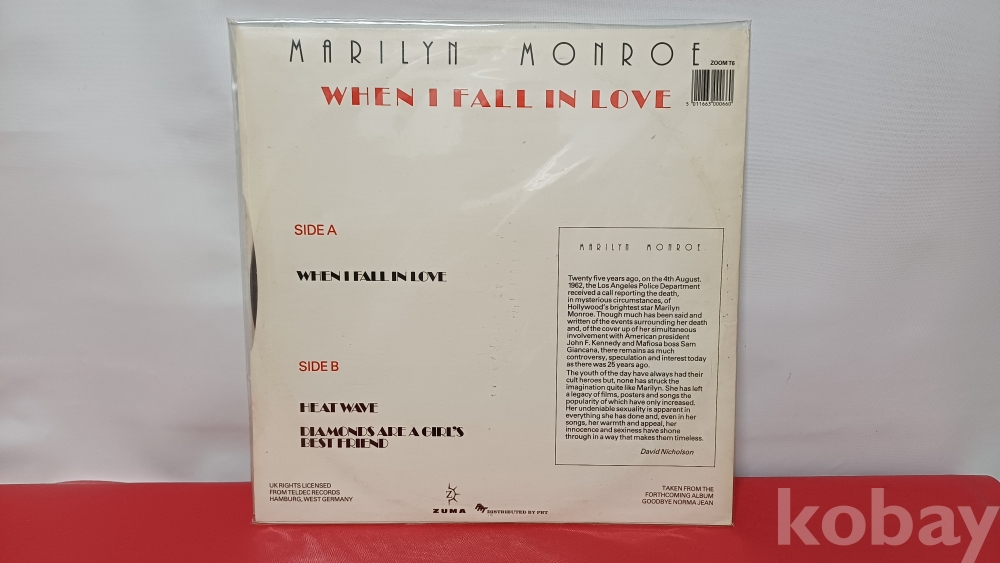 MARILYN MONROE
ZOOM T6
WHEN I FALL IN LOVE
5 011663 000660
SIDE A
WHEN I FALL IN LOVE
SIDE B
HEAT WAVE
DIAMONDS ARE A GIRL'S
BEST FRIEND
MARILYN MONROE
Twenty five years ago, on the 4th August,
1962, the Los Angeles Police Department
received a call reporting the death,
in mysterious circumstances, of
Hollywood's brightest star Marilyn
Monroe. Though much has been said and
written of the events surrounding her death
and, of the cover up of her simultaneous
involvement with American president
John F. Kennedy and Mafiosa boss Sam
Giancana, there remains as much
controversy, speculation and interest today
as there was 25 years ago.
The youth of the day have always had their
cult heroes but, none has struck the
imagination quite like Marilyn. She has left
a legacy of films, posters and songs the
popularity of which have only increased.
Her undeniable sexuality is apparent in
everything she has done and, even in her
songs, her warmth and appeal, her
innocence and sexiness have shone
through in a way that makes them timeless.
David Nicholson
UK RIGHTS LICENSED
FROM TELDEC RECORDS
HAMBURG, WEST GERMANY
Z
ZUMA
DISTRIBUTED BY PRT
TAKEN FROM THE
FORTHCOMING ALBUM
GOODBYE NORMA JEAN
kobay